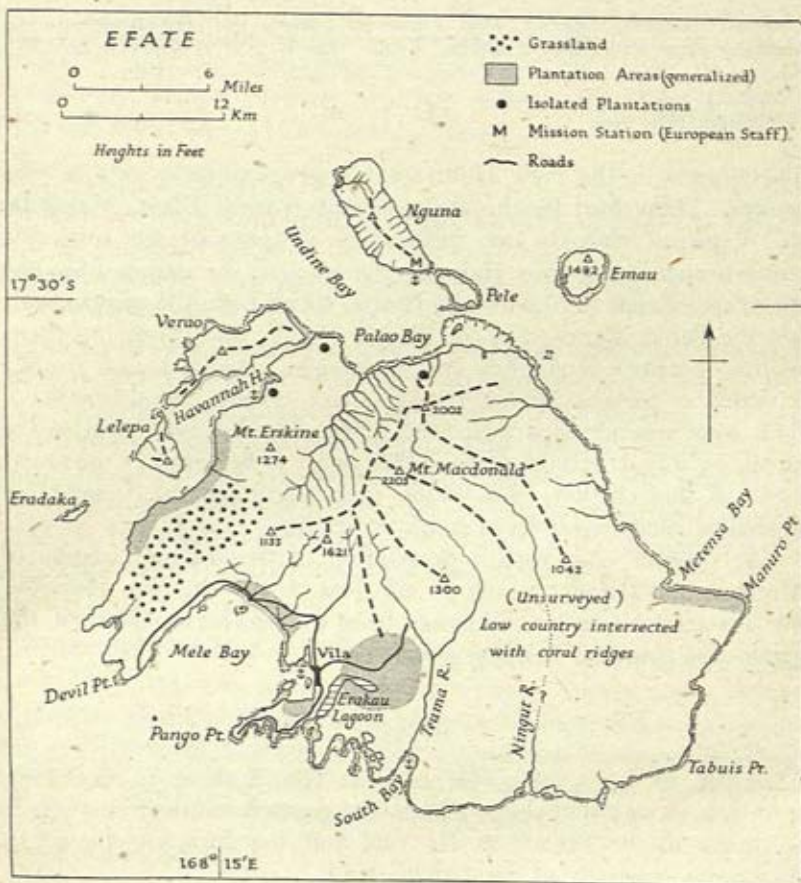 EFATE
0 6
Miles
0 12
Km
Heights in Feet
Grassland
Plantation Areas (generalized)
Isolated Plantations
M Mission Station (European Staff).
Roads
Nguna
M
Undine Bay
1492
Emau
17°30'S
Pele
Verao
Palao Bay
Havannah H.
2002
Lelepa
Mt. Erskine
1274
Mt. Macdonald
2203
Eradaka
Metensa Bay
Manuro Pt
1133
1621
1042
1300
(Unsurveyed)
Low country intersected
with coral ridges
Mele Bay
Vila
Devil Pt.
Teuma R.
Ningut R.
?
Erakau
Lagoon
Pango Pt.
South Bay
Tabuis Pt.
168° 15'E